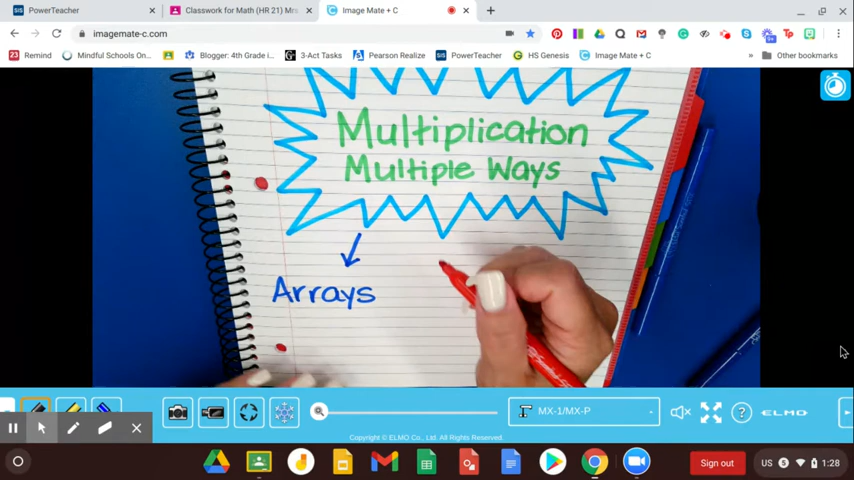 PowerTeacher
Classwork for Math (HR 21) Mrs
Image Mate + C
imagemate-c.com
23 Remind
Mindful Schools On...
Blogger: 4th Grade i...
3-Act Tasks
Pearson Realize
PowerTeacher
HS Genesis
Image Mate + C
» Other bookmarks
Multiplication
Multiple Ways
Arrays
MX-1/MX-P
ELMO
Copyright © ELMO Co., Ltd. All Rights Reserved.
Sign out
US
1:28